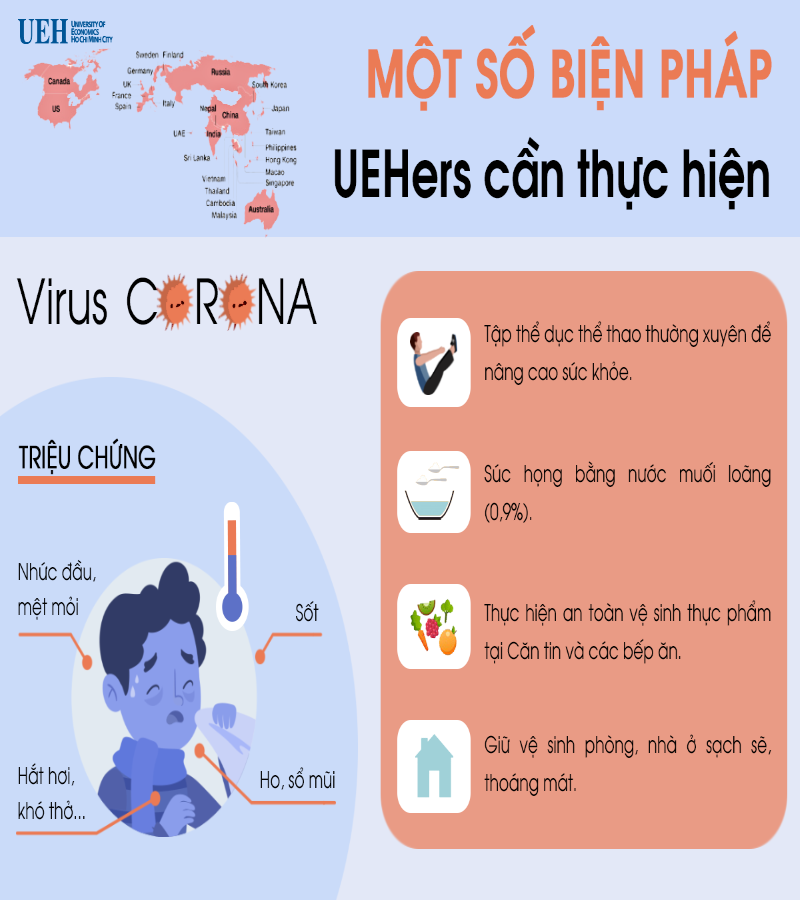 UEH
UNIVERSITY OF
ECONOMICS
HO CHI MINH CITY
MỘT SỐ BIỆN PHÁP
UEHers cần thực hiện
Sweden Finland
Germany
Russia
Canada
UK
France
Spain
Italy
South Korea
US
Nepal
China
Japan
UAE
India
Taiwan
Philippines
Sri Lanka
Hong Kong
Macao
Vietnam
Singapore
Thailand
Cambodia
Malaysia
Australia
Virus CORONA
TRIỆU CHỨNG
Nhức đầu,
mệt mỏi
Sốt
Hắt hơi,
khó thở...
Ho, sổ mũi
Tập thể dục thể thao thường xuyên để
nâng cao sức khỏe.
Súc họng bằng nước muối loãng
(0,9%).
Thực hiện an toàn vệ sinh thực phẩm
tại Căn tin và các bếp ăn.
Giữ vệ sinh phòng, nhà ở sạch sẽ,
thoáng mát.